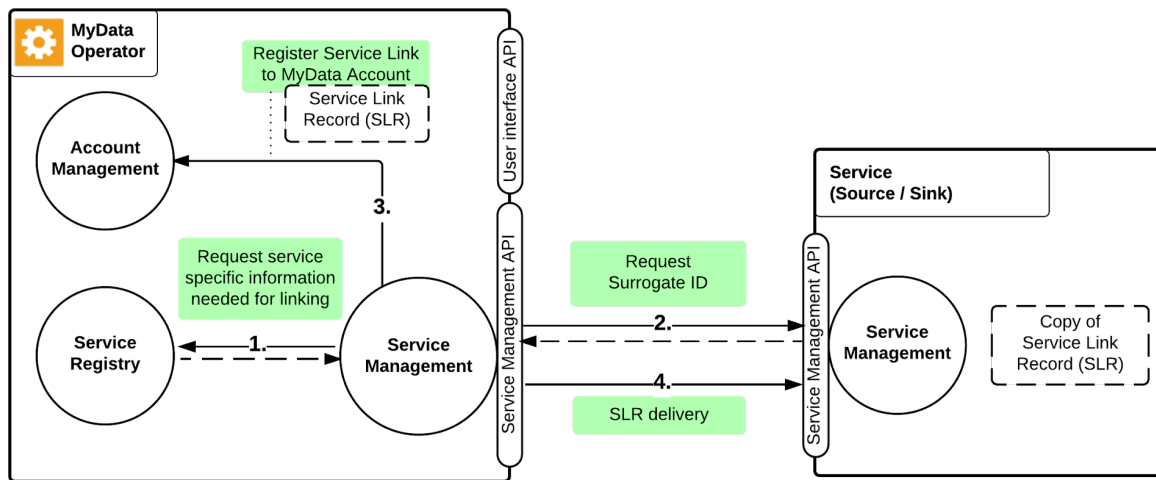 MyData
Operator
Register Service Link
to MyData Account
Service Link
Record (SLR)
User interface API
Account
Management
3.
Service
(Source / Sink)
Request service
specific information
needed for linking
Request
Surrogate ID
Service Management API
Service Management API
1.
2.
Service
Registry
Service
Management
Service
Management
Copy of
Service Link
Record (SLR)
4.
SLR delivery